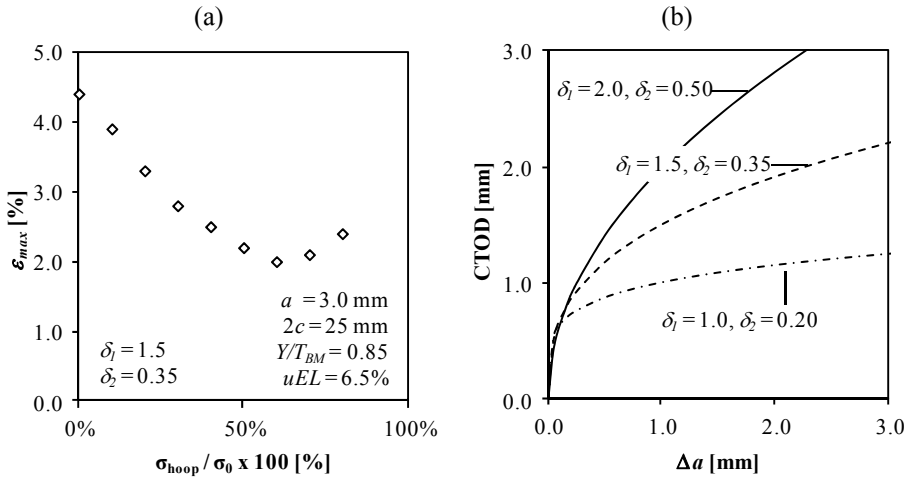 (a)
5.0
4.0
3.0
2.0
1.0
0.0
ε_max [%]
a = 3.0 mm
2c = 25 mm
Y/T_BM = 0.85
uEL = 6.5%
δ_1 = 1.5
δ_2 = 0.35
0% 50% 100%
σ_hoop / σ_0 x 100 [%]
(b)
3.0
2.0
1.0
0.0
CTOD [mm]
δ_1 = 2.0, δ_2 = 0.50
δ_1 = 1.5, δ_2 = 0.35
δ_1 = 1.0, δ_2 = 0.20
0.0 1.0 2.0 3.0
Δa [mm]